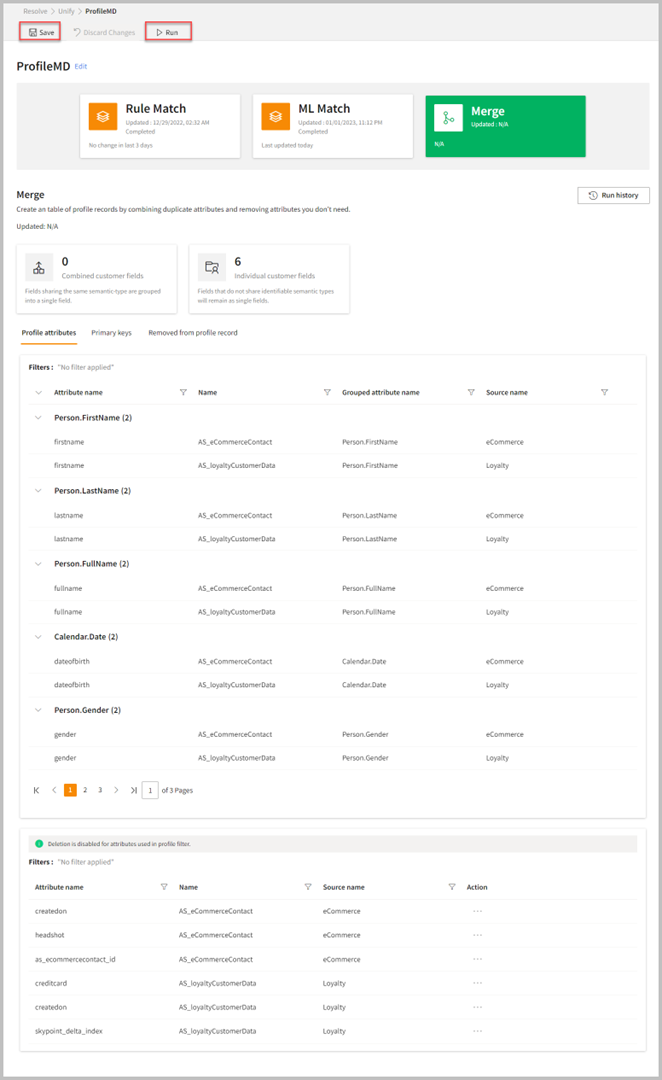 Resolve > Unify > ProfileMD
Save Discard Changes Run
ProfileMD Edit
Rule Match
Updated : 12/29/2022, 02:32 AM
Completed
No change in last 3 days
ML Match
Updated : 01/01/2023, 11:12 PM
Completed
Last updated today
Merge
Updated : N/A
N/A
Merge
Run history
Create an table of profile records by combining duplicate attributes and removing attributes you don't need.
Updated: N/A
0
Combined customer fields
Fields sharing the same semantic-type are grouped
into a single field.
6
Individual customer fields
Fields that do not share identifiable semantic types
will remain as single fields.
Profile attributes Primary keys Removed from profile record
Filters : "No filter applied"
Attribute name Name Grouped attribute name Source name
Person.FirstName (2)
firstname AS_eCommerceContact Person.FirstName eCommerce
firstname AS_loyaltyCustomerData Person.FirstName Loyalty
Person.LastName (2)
lastname AS_eCommerceContact Person.LastName eCommerce
lastname AS_loyaltyCustomerData Person.LastName Loyalty
Person.FullName (2)
fullname AS_eCommerceContact Person.FullName eCommerce
fullname AS_loyaltyCustomerData Person.FullName Loyalty
Calendar.Date (2)
dateofbirth AS_eCommerceContact Calendar.Date eCommerce
dateofbirth AS_loyaltyCustomerData Calendar.Date Loyalty
Person.Gender (2)
gender AS_eCommerceContact Person.Gender eCommerce
gender AS_loyaltyCustomerData Person.Gender Loyalty
1 2 3 1 of 3 Pages
Deletion is disabled for attributes used in profile filter.
Filters : "No filter applied"
Attribute name Name Source name Action
createdon AS_eCommerceContact eCommerce ...
headshot AS_eCommerceContact eCommerce ...
as_ecommercecontact_id AS_eCommerceContact eCommerce ...
creditcard AS_loyaltyCustomerData Loyalty ...
createdon AS_loyaltyCustomerData Loyalty ...
skypoint_delta_index AS_loyaltyCustomerData Loyalty ...